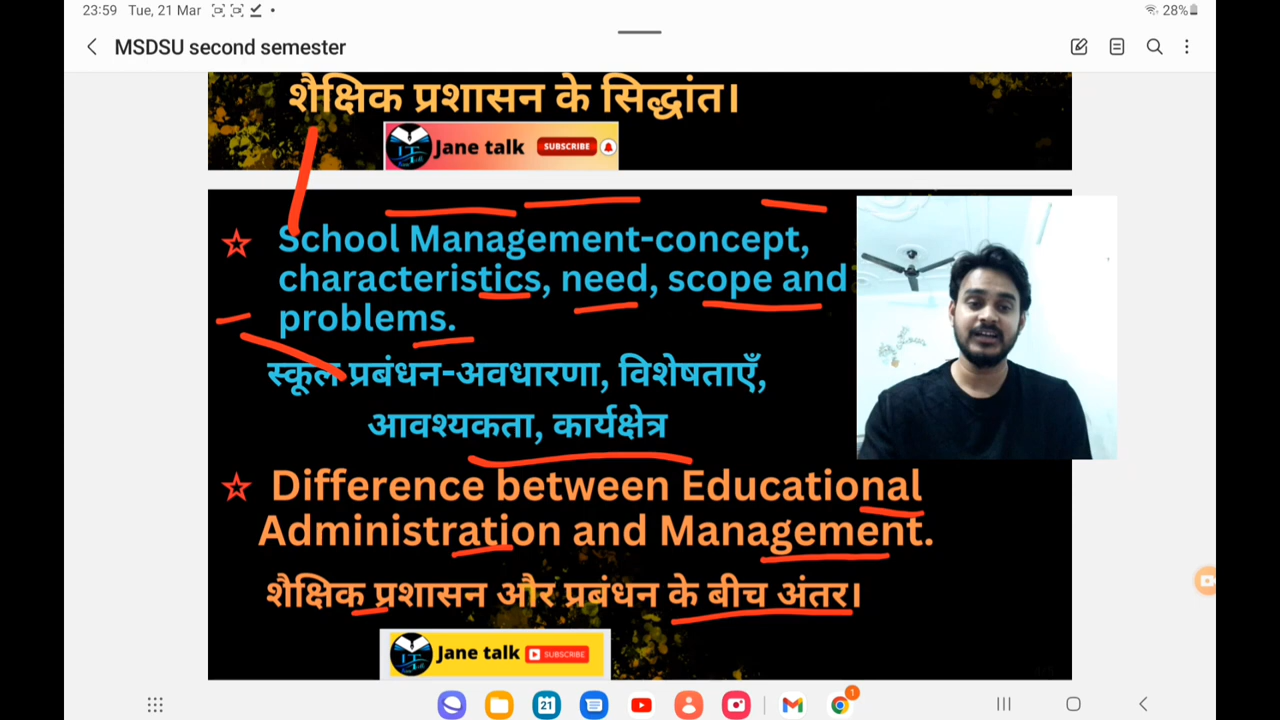 23:59 Tue, 21 Mar
28%
MSDSU second semester
शैक्षिक प्रशासन के सिद्धांत।
Jane talk SUBSCRIBE
School Management-concept,
characteristics, need, scope and
problems.
स्कूल प्रबंधन-अवधारणा, विशेषताएँ,
आवश्यकता, कार्यक्षेत्र
Difference between Educational
Administration and Management.
शैक्षिक प्रशासन और प्रबंधन के बीच अंतर।
Jane talk SUBSCRIBE
21
1